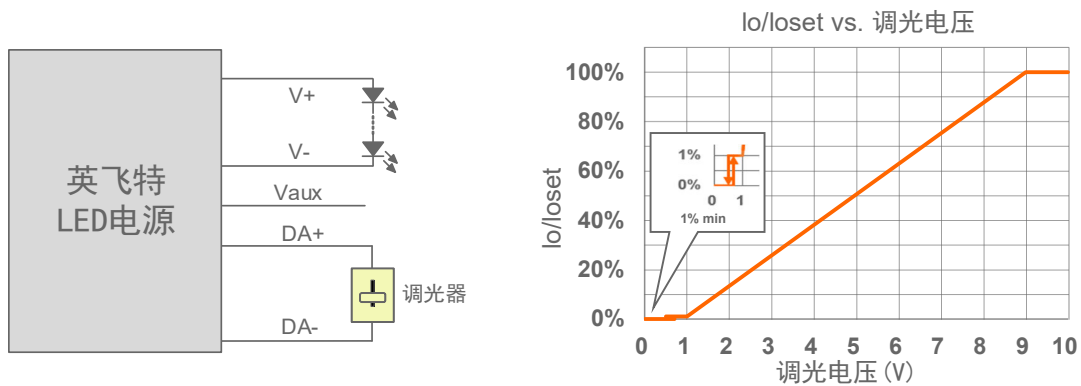 英飞特
LED电源
V+
V-
Vaux
DA+
调光器
DA-
Io/Ioset vs. 调光电压
Io/Ioset
100%
80%
60%
40%
20%
0%
1%
0%
0 1
1% min
0 1 2 3 4 5 6 7 8 9 10
调光电压(V)